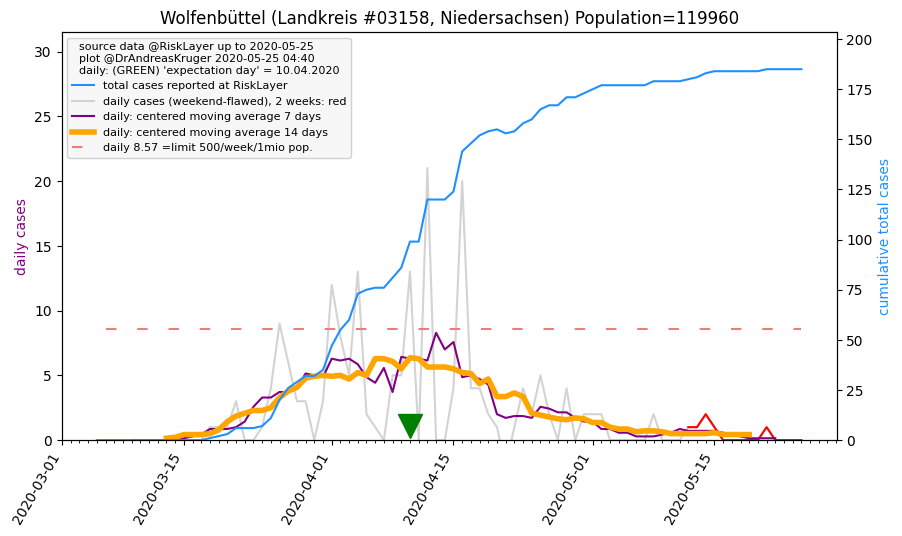 Wolfenbüttel (Landkreis #03158, Niedersachsen) Population=119960
source data @RiskLayer up to 2020-05-25
plot @DrAndreasKruger 2020-05-25 04:40
daily: (GREEN) 'expectation day' = 10.04.2020
total cases reported at RiskLayer
daily cases (weekend-flawed), 2 weeks: red
daily: centered moving average 7 days
daily: centered moving average 14 days
daily 8.57 =limit 500/week/1mio pop.
daily cases
30
25
20
15
10
5
0
cumulative total cases
200
175
150
125
100
75
50
25
0
2020-03-01
2020-03-15
2020-04-01
2020-04-15
2020-05-01
2020-05-15